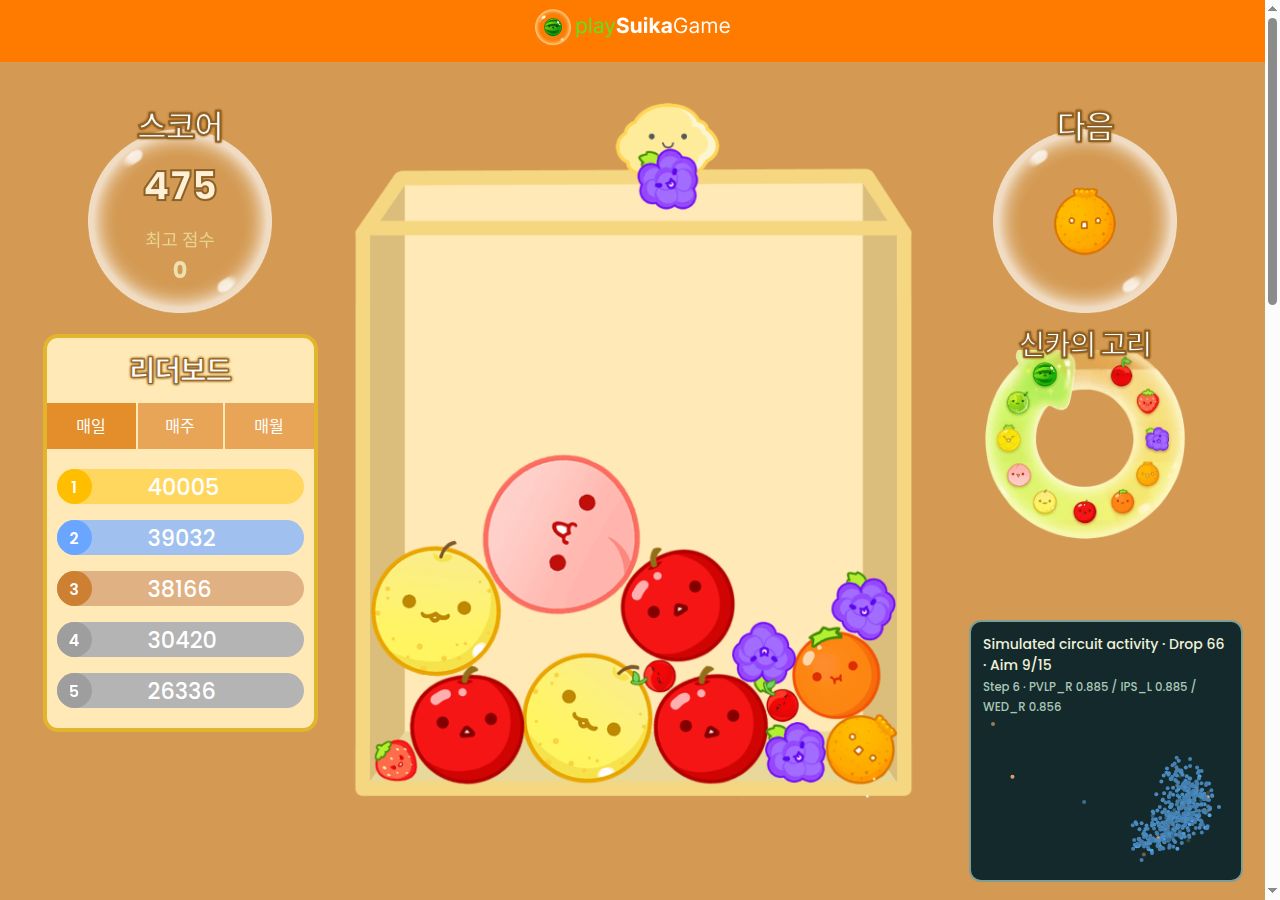 playSuikaGame
스코어
475
최고 점수
0
다음
신카의 고리
리더보드
매일 매주 매월
1 40005
2 39032
3 38166
4 30420
5 26336
Simulated circuit activity · Drop 66
· Aim 9/15
Step 6 · PVLP_R 0.885 / IPS_L 0.885 /
WED_R 0.856